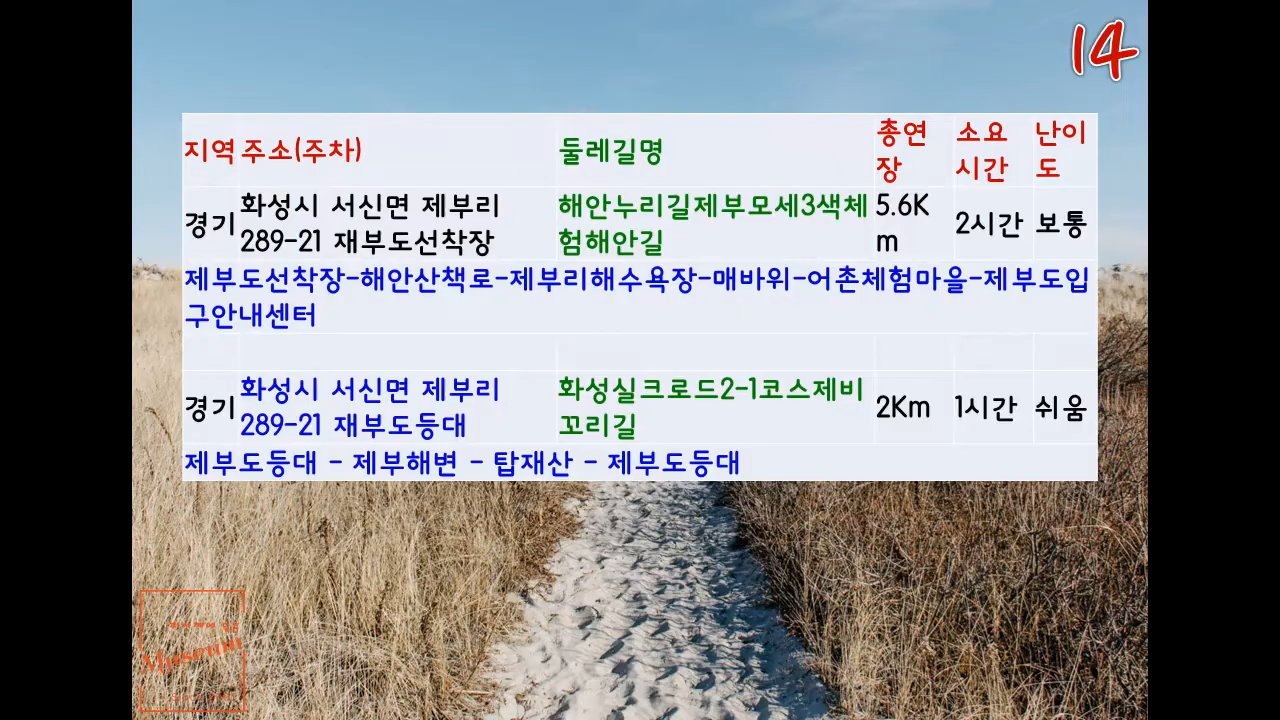 14
지역 주소(주차) 둘레길명 총연장 소요시간 난이도
경기 화성시 서신면 제부리 289-21 재부도선착장 해안누리길제부모세3색체험해안길 5.6Km 2시간 보통
제부도선착장-해안산책로-제부리해수욕장-매바위-어촌체험마을-제부도입
구안내센터
경기 화성시 서신면 제부리 289-21 재부도등대 화성실크로드2-1코스제비꼬리길 2Km 1시간 쉬움
제부도등대 - 제부해변 - 탑재산 - 제부도등대
Museum